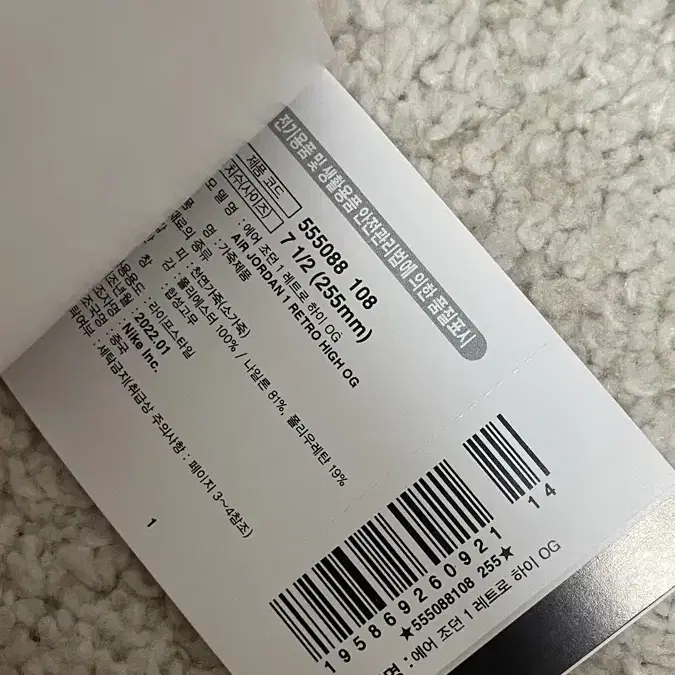 전기용품 및 생활용품 안전관리법에 의한 품질표시
제품 코드 555088 108
치수(사이즈) 7 1/2 (255mm)
모델명 : 에어 조던 1 레트로 하이 OG
AIR JORDAN 1 RETRO HIGH OG
종류 : 가죽제품
피 : 천연가죽(소가죽)
감 : 폴리에스터 100% / 나일론 81%, 폴리우레탄 19%
창 : 합성고무
용도 : 라이프스타일
2022.01
Nike Inc.
중국
세탁금지(취급상 주의사항 : 페이지 3~4참조)
1
195869260921 14
★555088108 255★
명 : 에어 조던 1 레트로 하이 OG